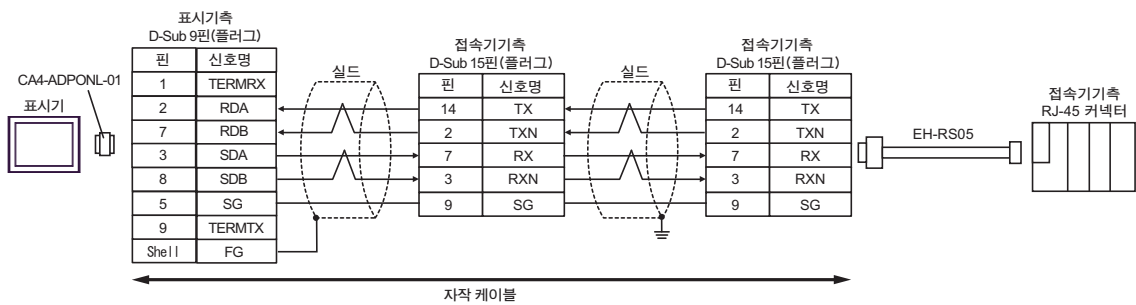 표시기측
D-Sub 9핀(플러그)
접속기기측
D-Sub 15핀(플러그)
접속기기측
D-Sub 15핀(플러그)
CA4-ADPONL-01
표시기
핀 신호명
1 TERMRX
2 RDA
7 RDB
3 SDA
8 SDB
5 SG
9 TERMTX
Shell FG
실드
핀 신호명
14 TX
2 TXN
7 RX
3 RXN
9 SG
실드
핀 신호명
14 TX
2 TXN
7 RX
3 RXN
9 SG
EH-RS05
접속기기측
RJ-45 커넥터
자작 케이블